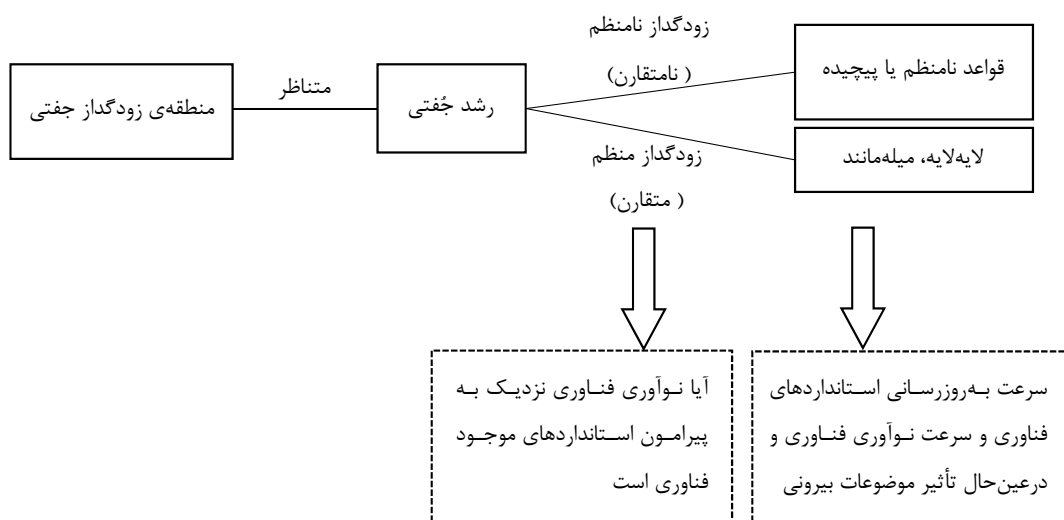 زودگداز نامنظم
(نامتقارن)
قواعد نامنظم یا پیچیده
متناظر
منطقه‌ی زودگداز جفتی
رشد جُفتی
زودگداز منظم
(متقارن)
لایه‌لایه، میله‌مانند
سرعت به‌روزرسانی استانداردهای
فناوری و سرعت نوآوری فناوری و
درعین‌حال تأثیر موضوعات بیرونی
آیا نوآوری فناوری نزدیک به
پیرامون استانداردهای موجود
فناوری است